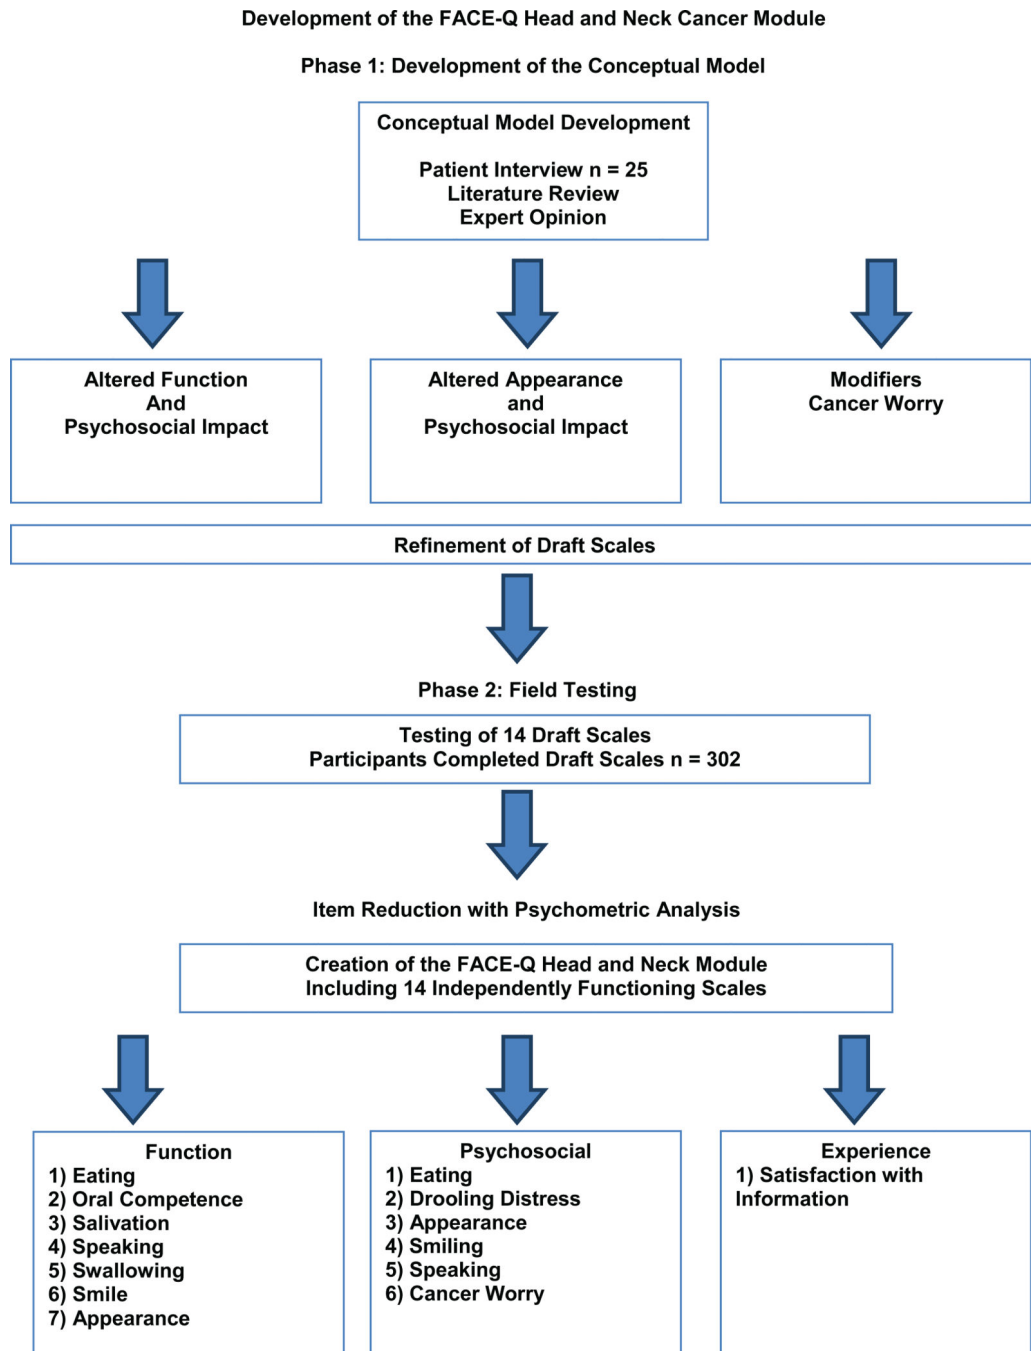 Development of the FACE-Q Head and Neck Cancer Module
Phase 1: Development of the Conceptual Model
Conceptual Model Development
Patient Interview n = 25
Literature Review
Expert Opinion
Altered Function
And
Psychosocial Impact
Altered Appearance
and
Psychosocial Impact
Modifiers
Cancer Worry
Refinement of Draft Scales
Phase 2: Field Testing
Testing of 14 Draft Scales
Participants Completed Draft Scales n = 302
Item Reduction with Psychometric Analysis
Creation of the FACE-Q Head and Neck Module
Including 14 Independently Functioning Scales
Function
1) Eating
2) Oral Competence
3) Salivation
4) Speaking
5) Swallowing
6) Smile
7) Appearance
Psychosocial
1) Eating
2) Drooling Distress
3) Appearance
4) Smiling
5) Speaking
6) Cancer Worry
Experience
1) Satisfaction with
Information